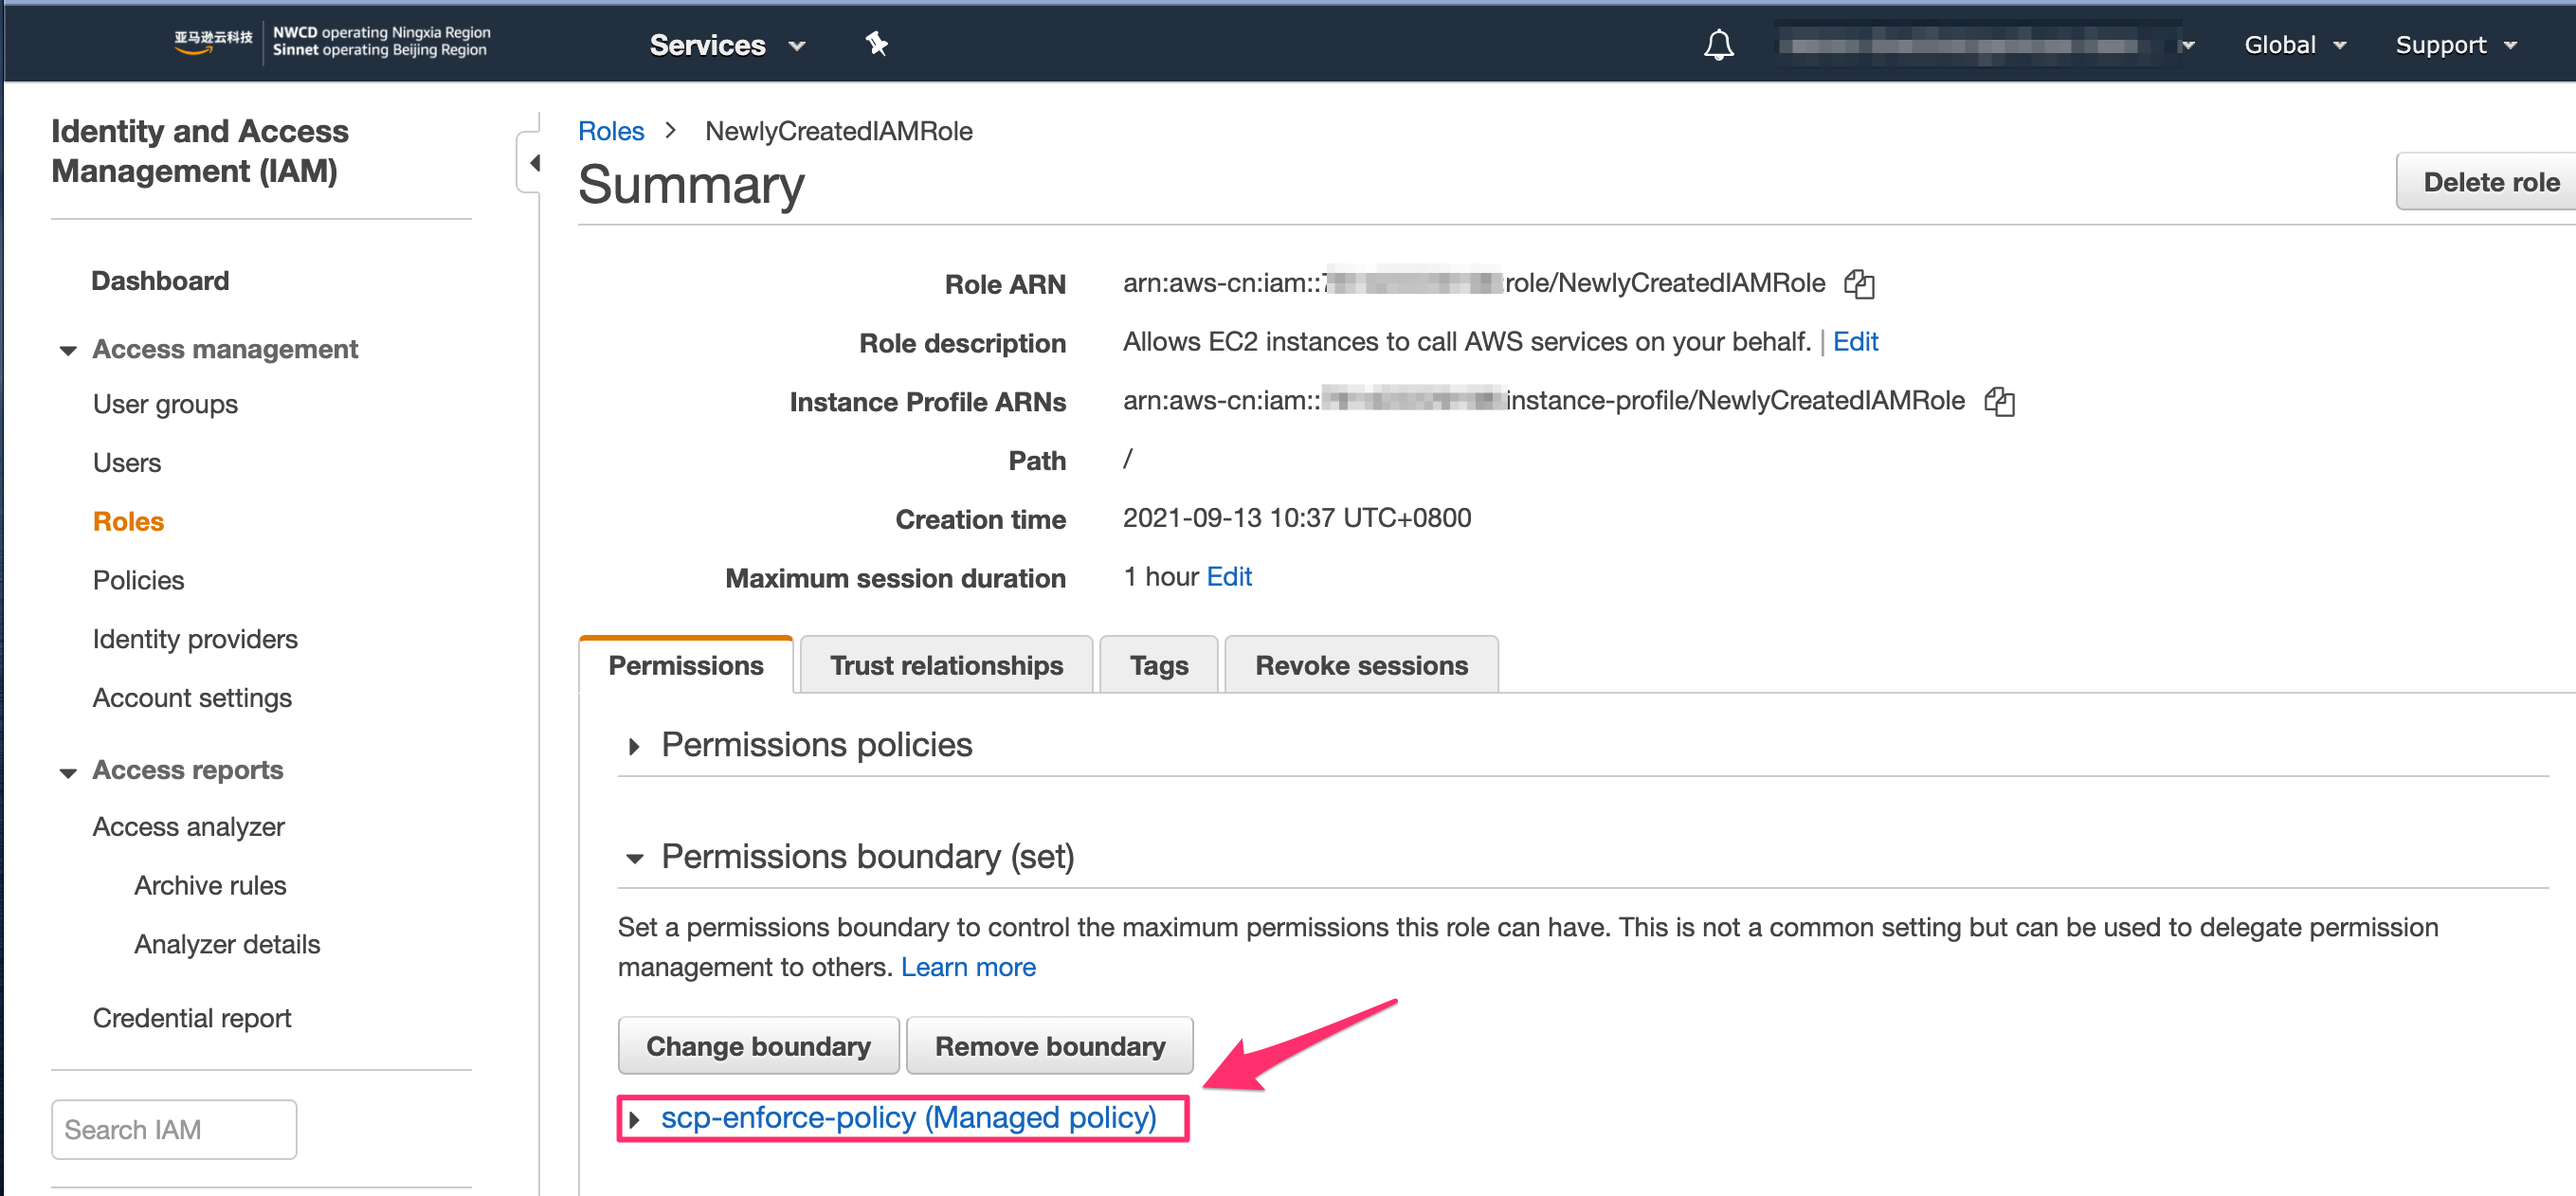 亚马逊云科技
NWCD operating Ningxia Region
Sinnet operating Beijing Region
Services
Global
Support
Identity and Access
Management (IAM)
Dashboard
Access management
User groups
Users
Roles
Policies
Identity providers
Account settings
Access reports
Access analyzer
Archive rules
Analyzer details
Credential report
Search IAM
Roles > NewlyCreatedIAMRole
Summary
Delete role
Role ARN arn:aws-cn:iam:: role/NewlyCreatedIAMRole
Role description Allows EC2 instances to call AWS services on your behalf. | Edit
Instance Profile ARNs arn:aws-cn:iam:: instance-profile/NewlyCreatedIAMRole
Path /
Creation time 2021-09-13 10:37 UTC+0800
Maximum session duration 1 hour Edit
Permissions
Trust relationships
Tags
Revoke sessions
Permissions policies
Permissions boundary (set)
Set a permissions boundary to control the maximum permissions this role can have. This is not a common setting but can be used to delegate permission
management to others. Learn more
Change boundary
Remove boundary
scp-enforce-policy (Managed policy)